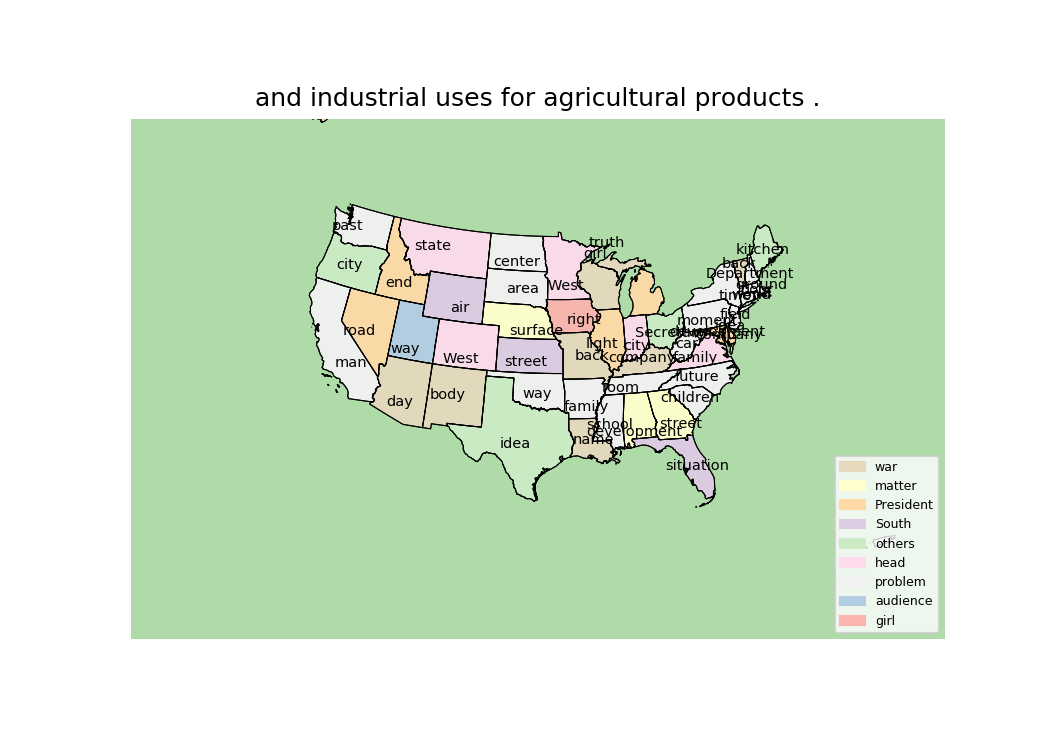 and industrial uses for agricultural products .
past
state
truth
girl
kitchen
back
city
center
Department
end
area
West
ground
air
time
field
road
surface
right
moment
way
light
city
car
man
West
street
back
company
family
room
future
day
body
way
family
children
school
street
development
name
idea
situation
war
matter
President
South
others
head
problem
audience
girl